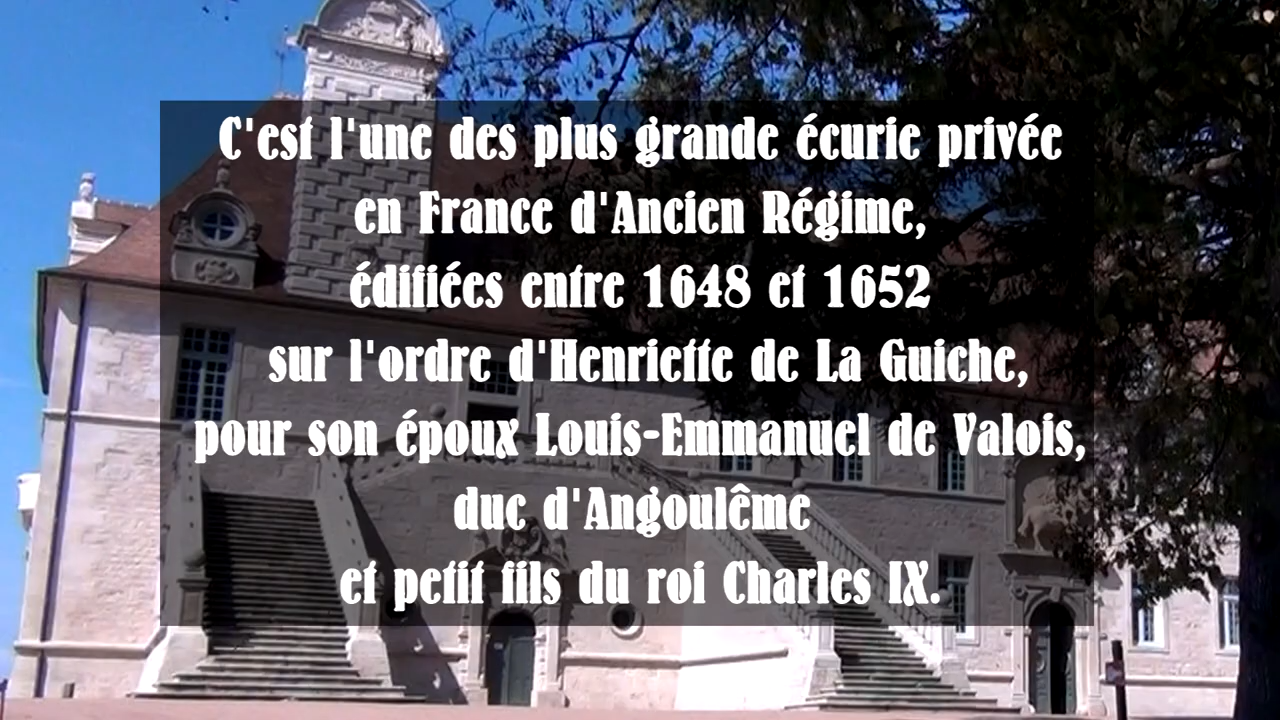 C'est l'une des plus grande écurie privée
en France d'Ancien Régime,
édifiées entre 1648 et 1652
sur l'ordre d'Henriette de La Guiche,
pour son époux Louis-Emmanuel de Valois,
duc d'Angoulême
et petit fils du roi Charles IX.